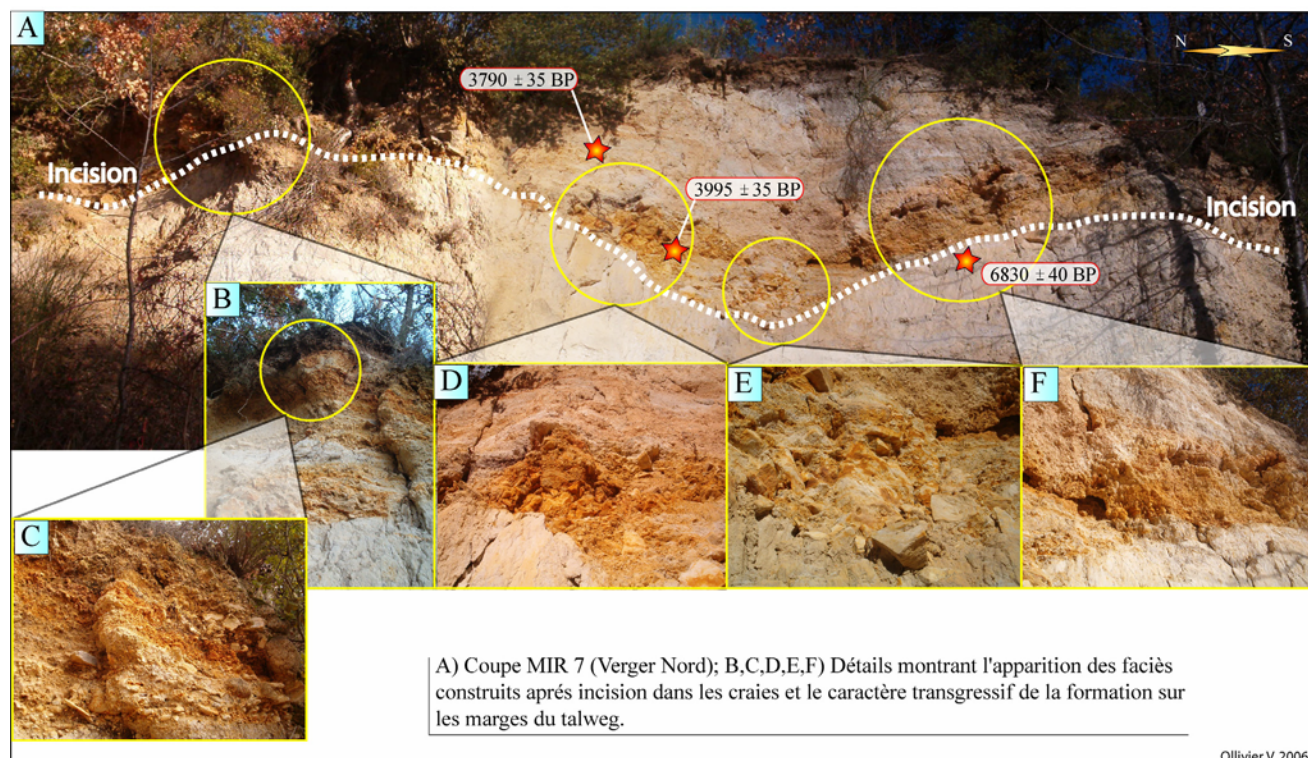 A
N
S
3790 ± 35 BP
Incision
3995 ± 35 BP
Incision
6830 ± 40 BP
B
D
E
F
C
A) Coupe MIR 7 (Verger Nord); B,C,D,E,F) Détails montrant l'apparition des faciès
construits aprés incision dans les craies et le caractère transgressif de la formation sur
les marges du talweg.
Ollivier V. 2006